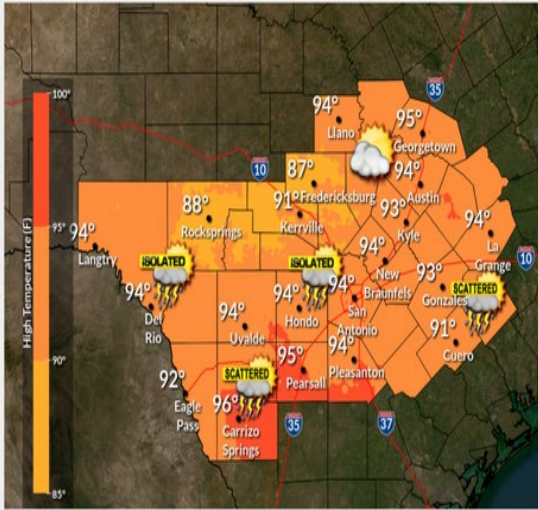 100°
95°
90°
85°
High Temperature (F)
35
94°
Llano
95°
Georgetown
10
87°
Fredericksburg
94°
Austin
88°
Rocksprings
91°
Kerrville
93°
Kyle
94°
La
Grange
94°
Langtry
ISOLATED
ISOLATED
94°
New
Braunfels
10
94°
Del
Rio
94°
Uvalde
94°
Hondo
94°
San
Antonio
93°
Gonzales
SCATTERED
91°
Cuero
95°
Pearsall
94°
Pleasanton
SCATTERED
92°
Eagle
Pass
96°
Carrizo
Springs
35
37